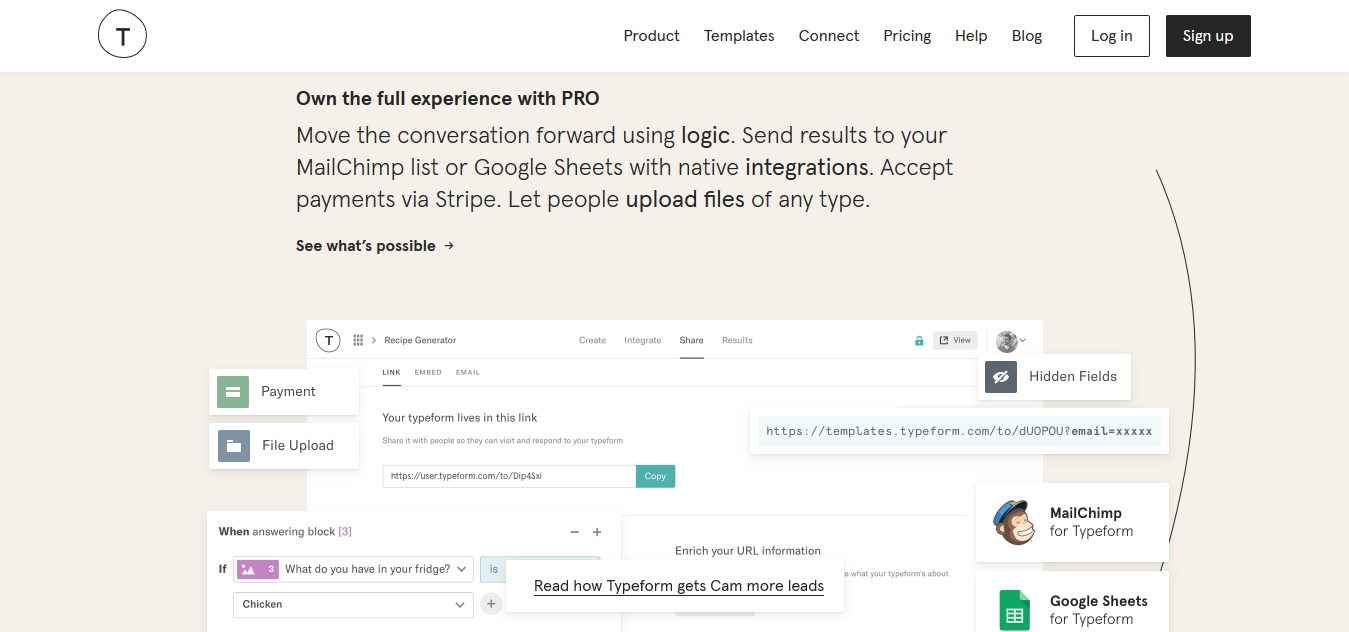 T
Product
Templates
Connect
Pricing
Help
Blog
Log in
Sign up
Own the full experience with PRO
Move the conversation forward using logic. Send results to your
MailChimp list or Google Sheets with native integrations. Accept
payments via Stripe. Let people upload files of any type.
See what's possible →
T
Recipe Generator
Create
Integrate
Share
Results
View
LINK
EMBED
EMAIL
Payment
File Upload
Hidden Fields
Your typeform lives in this link
Share it with people so they can visit and respond to your typeform
https://user.typeform.com/to/Dip4Sxi
Copy
https://templates.typeform.com/to/dUOPOU?email=xxxxx
MailChimp
for Typeform
When answering block [3]
If
3
What do you have in your fridge?
is
Chicken
Enrich your URL information
e what your typeform's about
Read how Typeform gets Cam more leads
Google Sheets
for Typeform